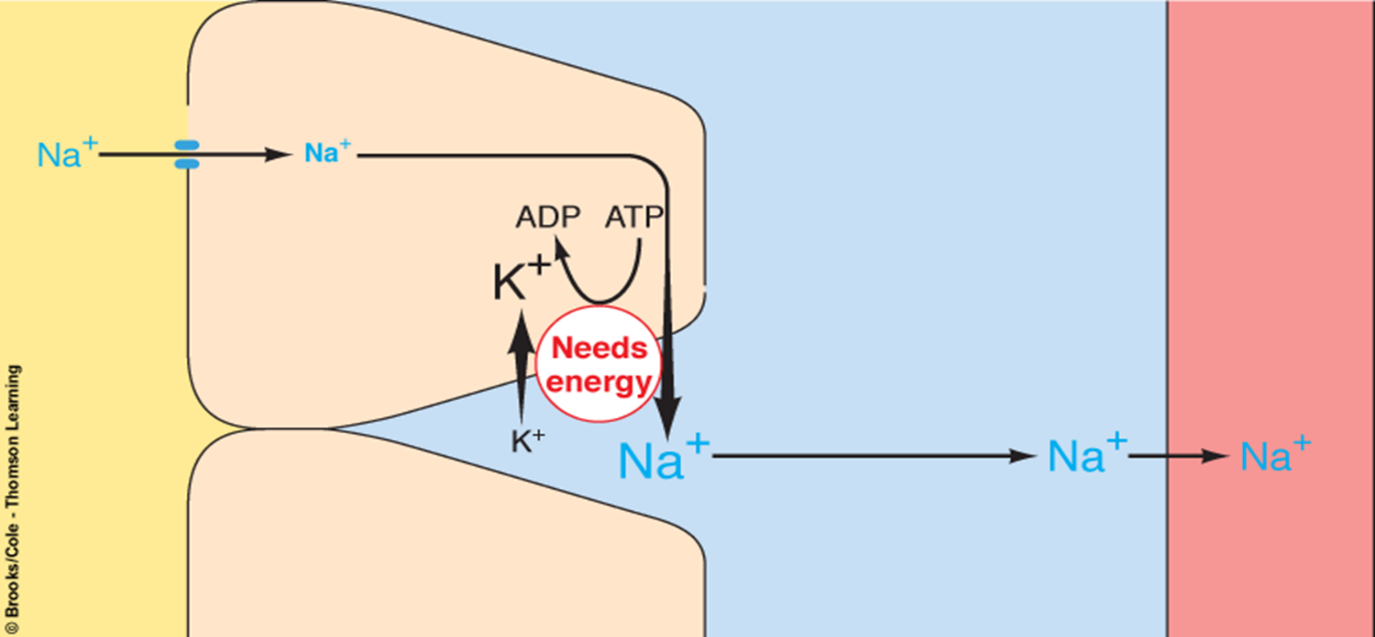 Na+
Na+
ADP ATP
K+
Needs
energy
K+
Na+
Na+
Na+
© Brooks/Cole - Thomson Learning